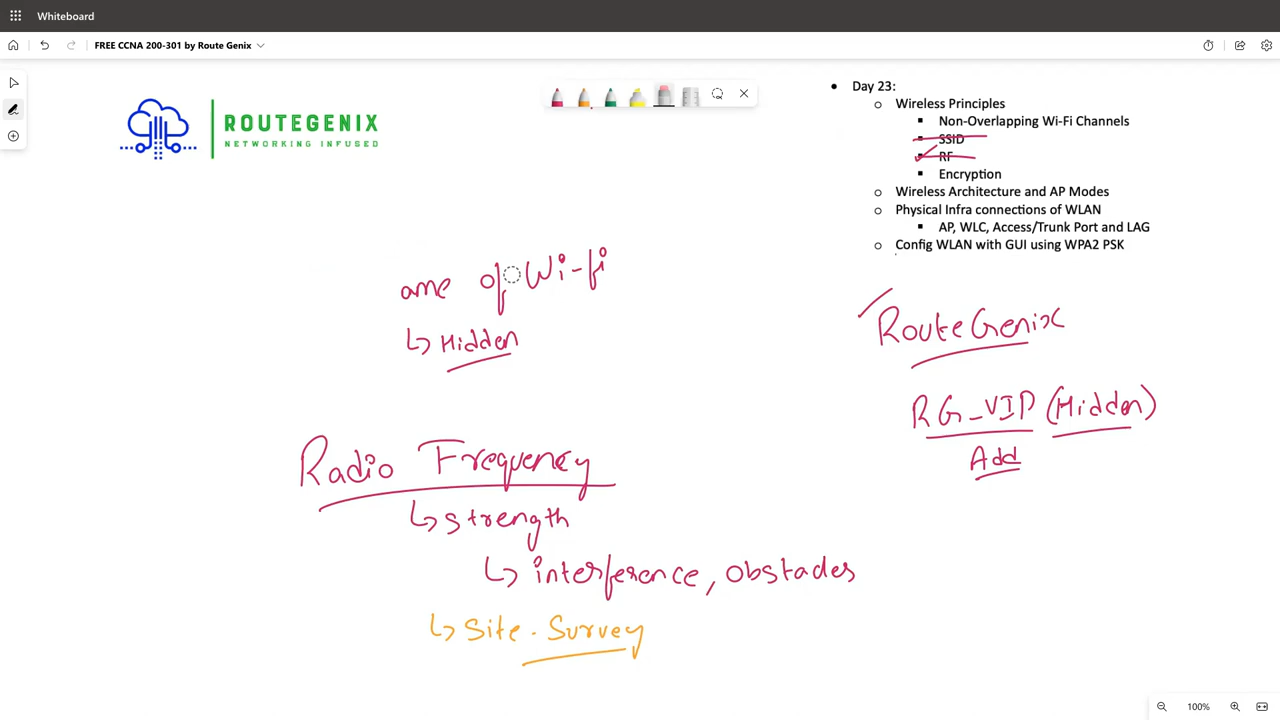 Whiteboard
FREE CCNA 200-301 by Route Genix
ROUTEGENIX
NETWORKING INFUSED
Day 23:
Wireless Principles
Non-Overlapping Wi-Fi Channels
SSID
RF
Encryption
Wireless Architecture and AP Modes
Physical Infra connections of WLAN
AP, WLC, Access/Trunk Port and LAG
Config WLAN with GUI using WPA2 PSK
ame of Wi-fi
↳ Hidden
RouteGenix
RG_VIP (Hidden)
Add
Radio Frequency
↳ strength
↳ interference, obstacles
↳ Site-Survey
100%